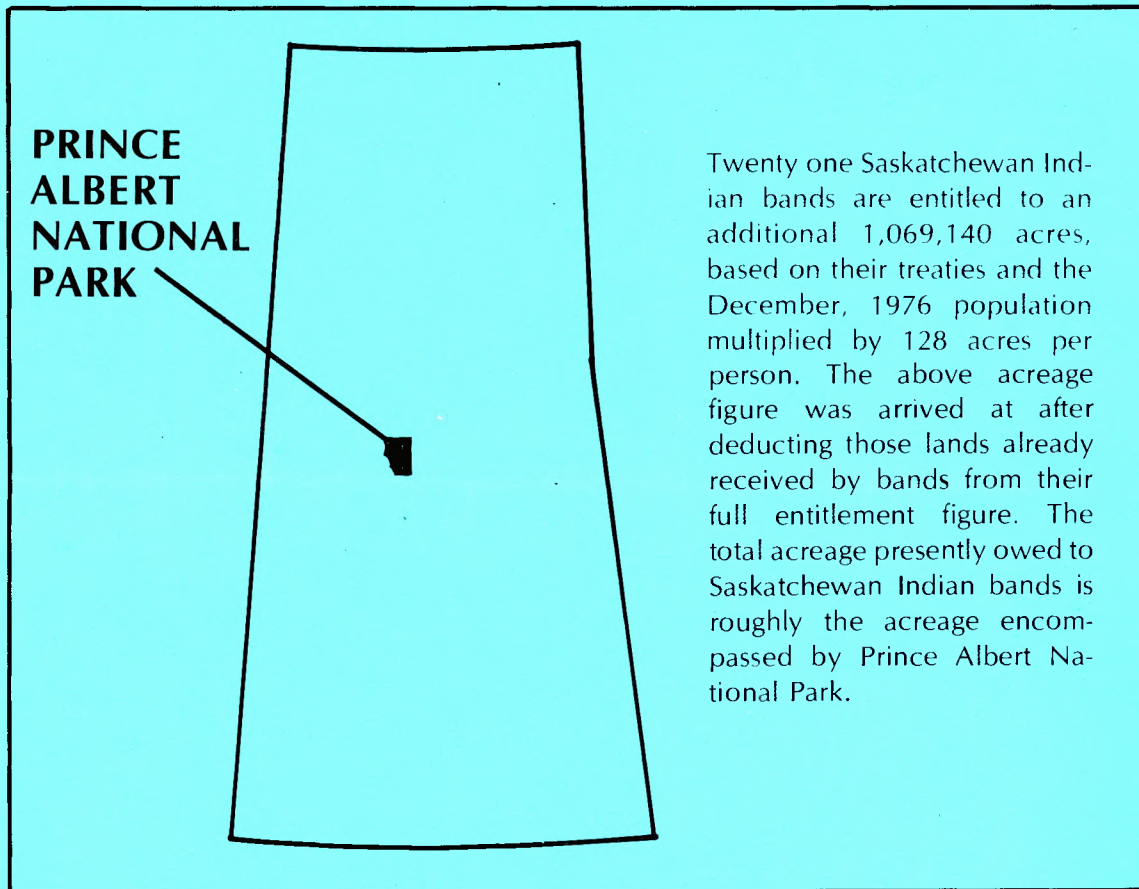 PRINCE
ALBERT
NATIONAL
PARK
Twenty one Saskatchewan Ind-
ian bands are entitled to an
additional 1,069,140 acres,
based on their treaties and the
December, 1976 population
multiplied by 128 acres per
person. The above acreage
figure was arrived at after
deducting those lands already
received by bands from their
full entitlement figure. The
total acreage presently owed to
Saskatchewan Indian bands is
roughly the acreage encom-
passed by Prince Albert Na-
tional Park.